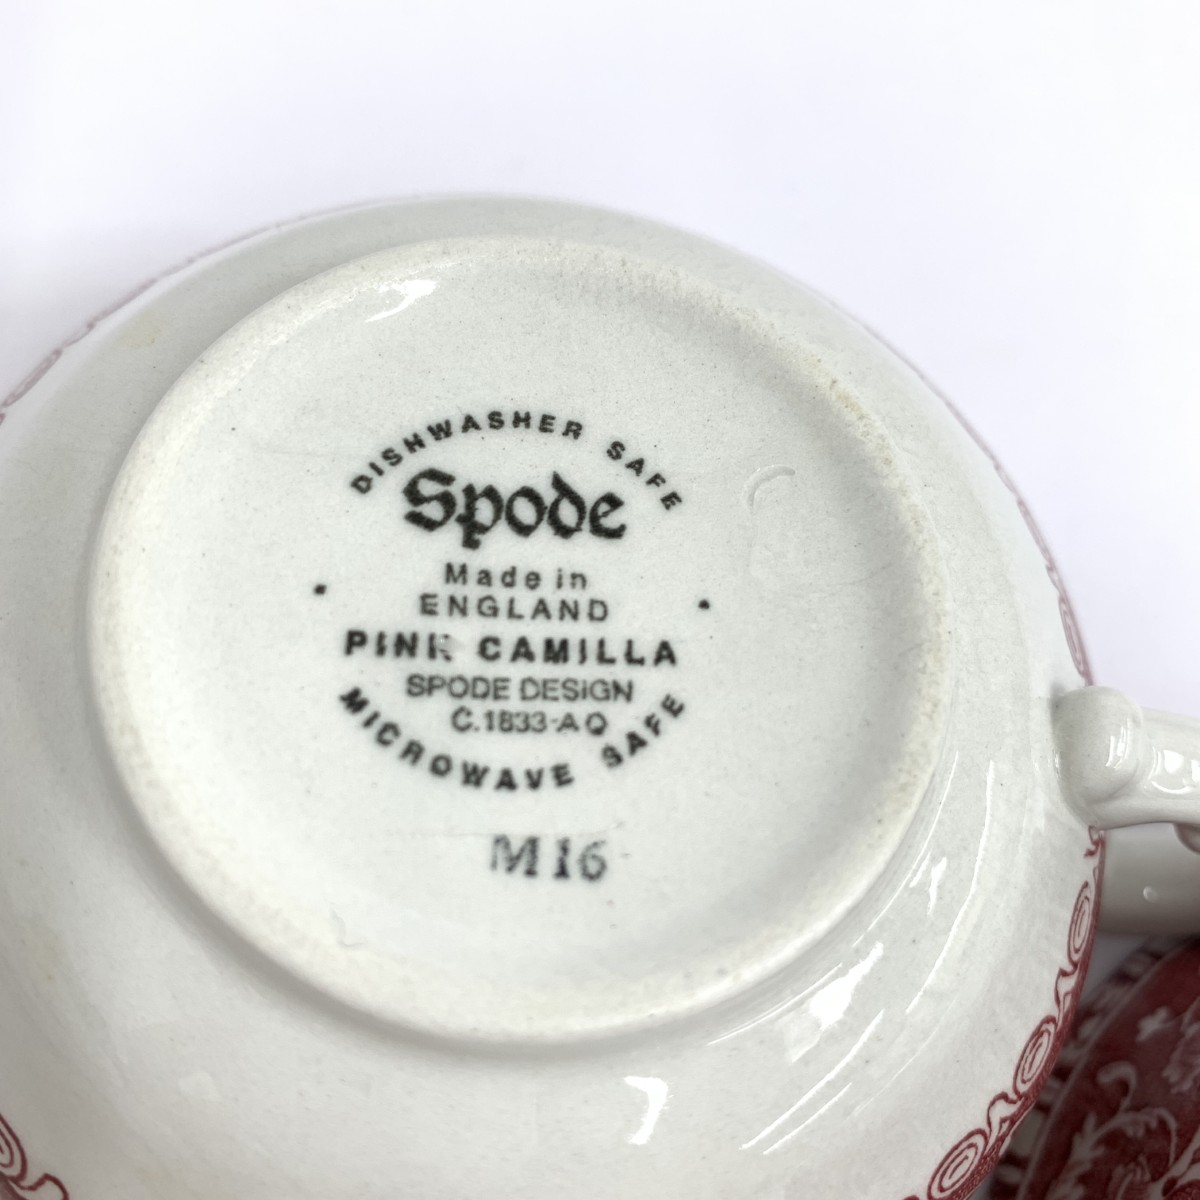 DISHWASHER SAFE
Spode
Made in
ENGLAND
PINK CAMILLA
SPODE DESIGN
C.1833-AQ
MICROWAVE SAFE
M16